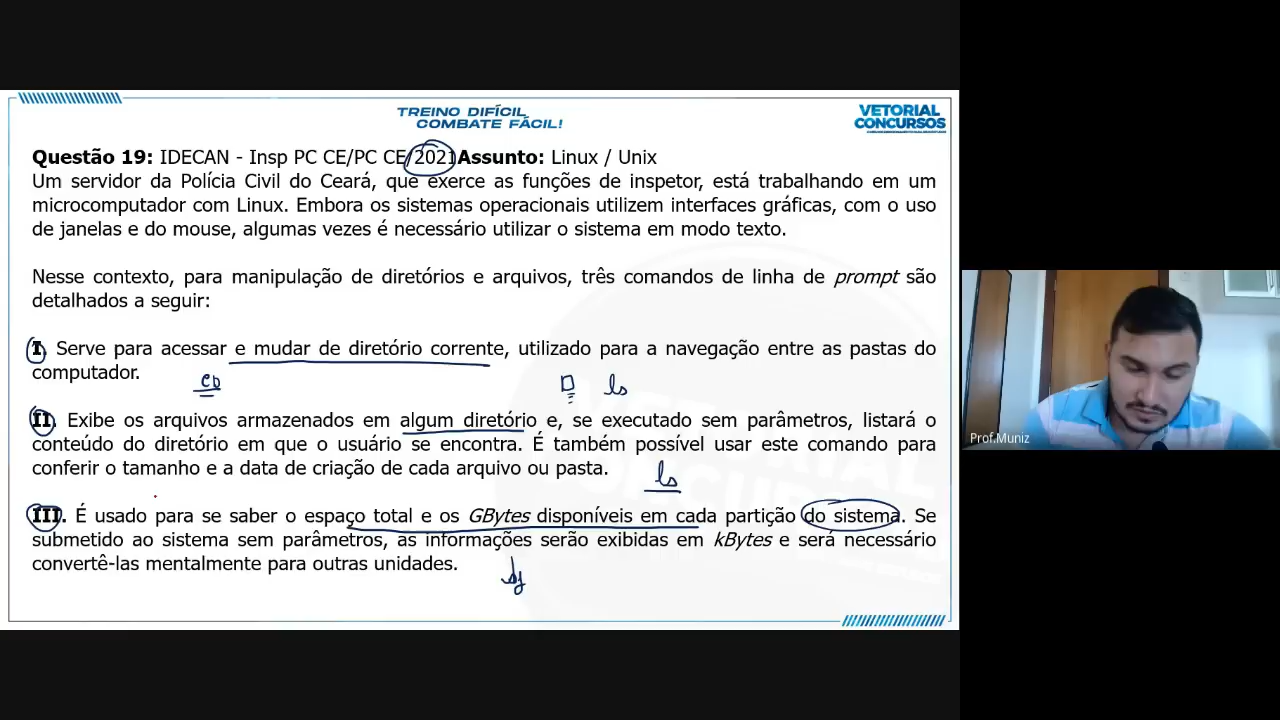 TREINO DIFÍCIL
COMBATE FÁCIL!
VETORIAL
CONCURSOS
Questão 19: IDECAN - Insp PC CE/PC CE/2021 Assunto: Linux / Unix
Um servidor da Polícia Civil do Ceará, que exerce as funções de inspetor, está trabalhando em um
microcomputador com Linux. Embora os sistemas operacionais utilizem interfaces gráficas, com o uso
de janelas e do mouse, algumas vezes é necessário utilizar o sistema em modo texto.
Nesse contexto, para manipulação de diretórios e arquivos, três comandos de linha de prompt são
detalhados a seguir:
I. Serve para acessar e mudar de diretório corrente, utilizado para a navegação entre as pastas do
computador.
cd
ls
II. Exibe os arquivos armazenados em algum diretório e, se executado sem parâmetros, listará o
conteúdo do diretório em que o usuário se encontra. É também possível usar este comando para
conferir o tamanho e a data de criação de cada arquivo ou pasta.
ls
III. É usado para se saber o espaço total e os GBytes disponíveis em cada partição do sistema. Se
submetido ao sistema sem parâmetros, as informações serão exibidas em kBytes e será necessário
convertê-las mentalmente para outras unidades.
df
Prof.Muniz